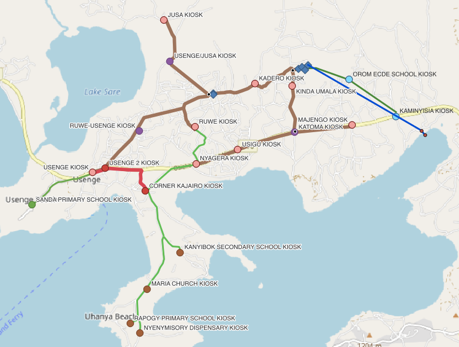 JUSA KIOSK
USENGE/JUSA KIOSK
Lake Sare
KADERO KIOSK
OROM ECDE SCHOOL KIOSK
KINDA UMALA KIOSK
KAMINYISIA KIOSK
RUWE-USENGE KIOSK
RUWE KIOSK
MAJENGO KIOSK
KATOMA KIOSK
USIGU KIOSK
NYAGERA KIOSK
USENGE 2 KIOSK
USENGE KIOSK
Usenge
CORNER KAJAIRO KIOSK
Usenge
SANDA PRIMARY SCHOOL KIOSK
KANYIBOK SECONDARY SCHOOL KIOSK
MARIA CHURCH KIOSK
Uhanya Beach
RAPOGY PRIMARY SCHOOL KIOSK
NYENYMISORY DISPENSARY KIOSK
and Ferry
1204 m